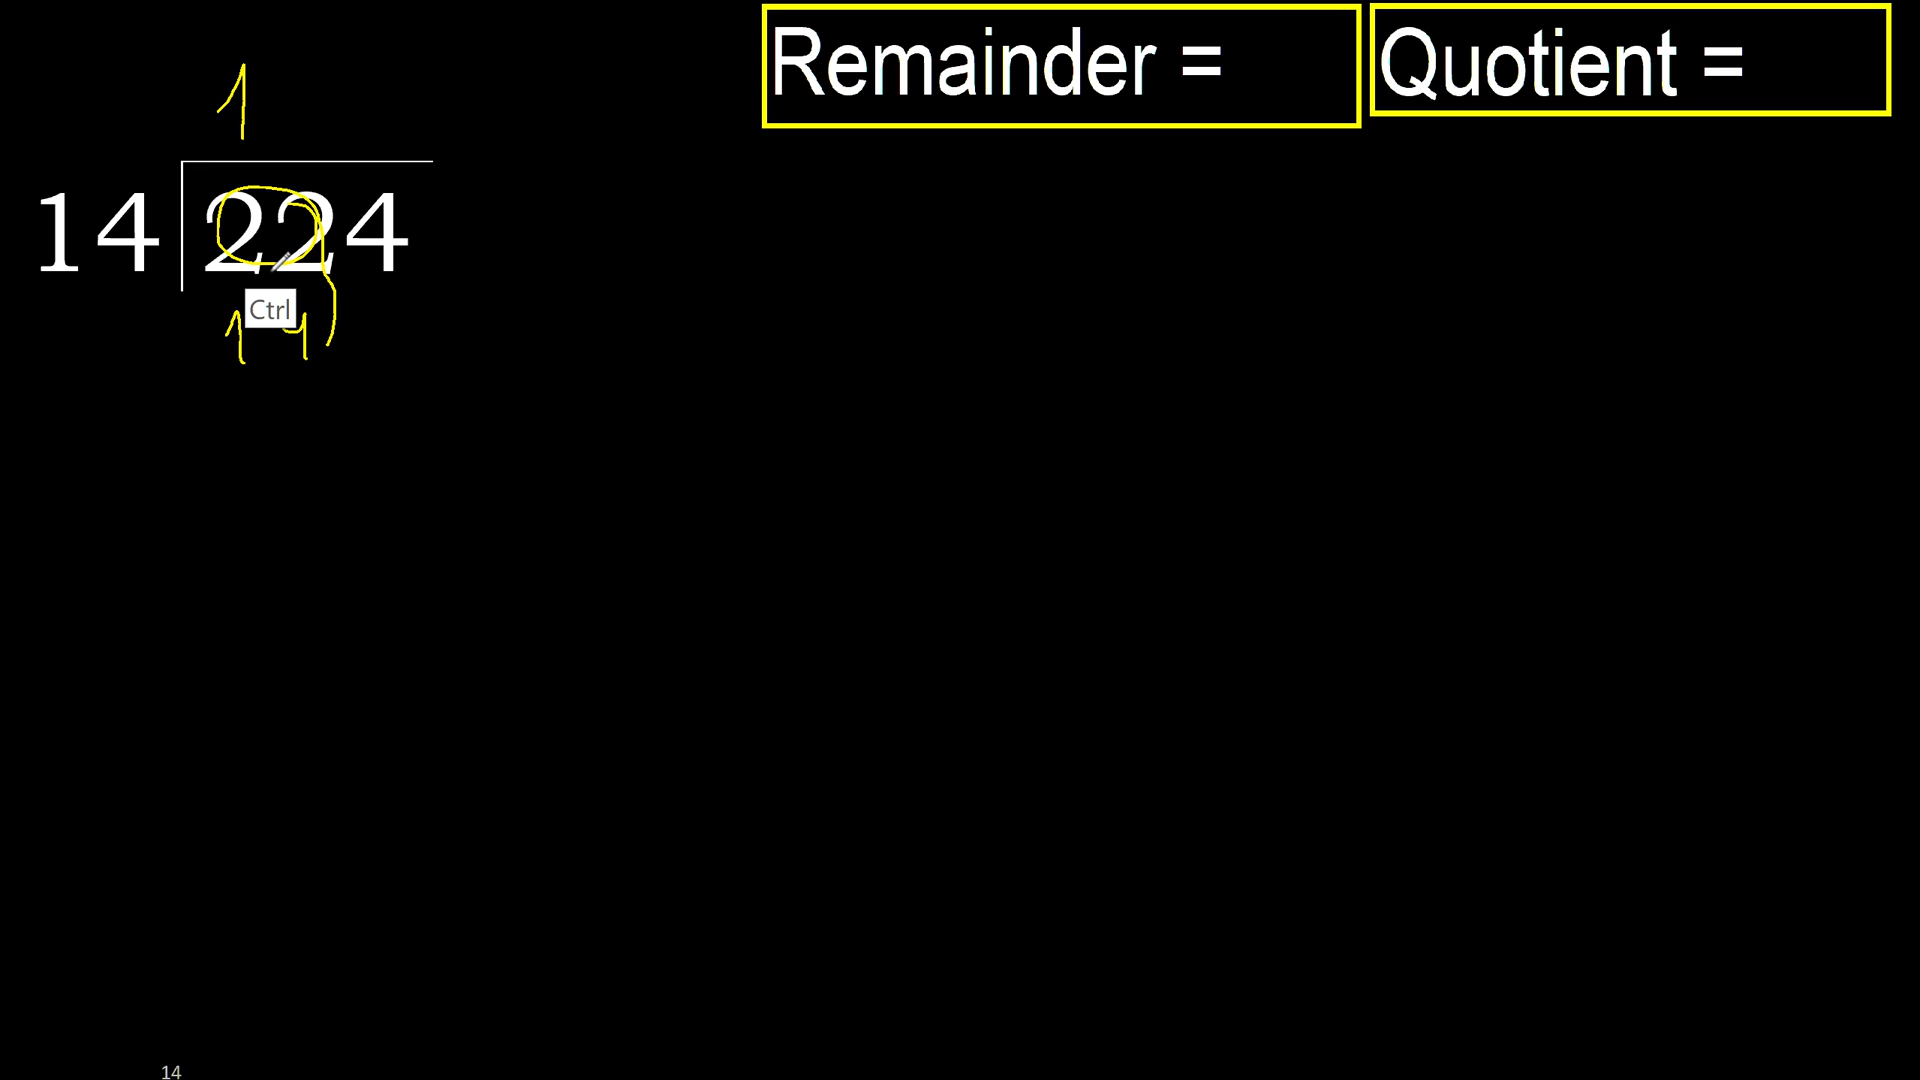 Remainder = Quotient =
1
14 224
Ctrl
14
14